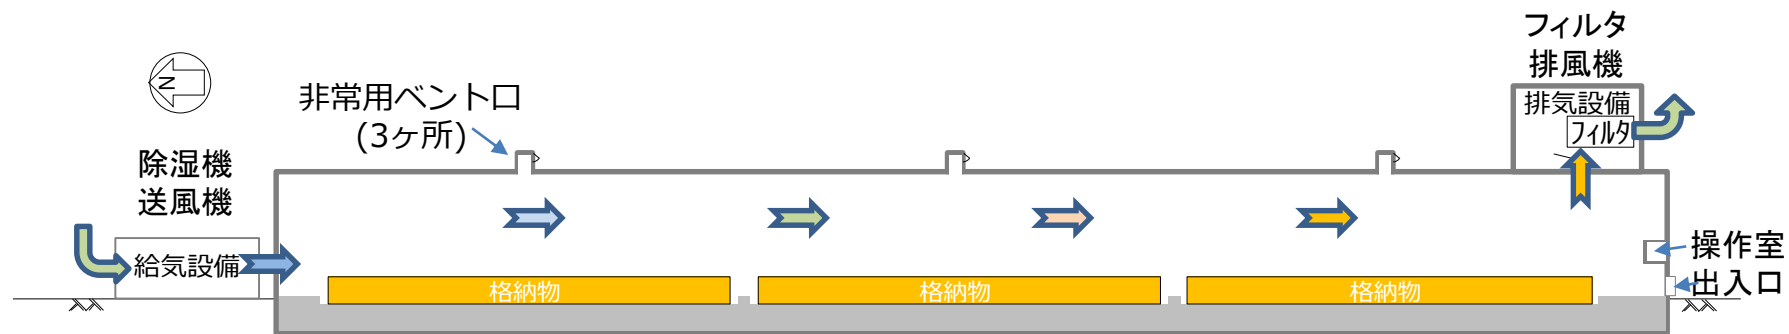 N
除湿機
送風機
給気設備
非常用ベント口
(3ヶ所)
格納物
格納物
格納物
フィルタ
排風機
排気設備
フィルタ
操作室
出入口